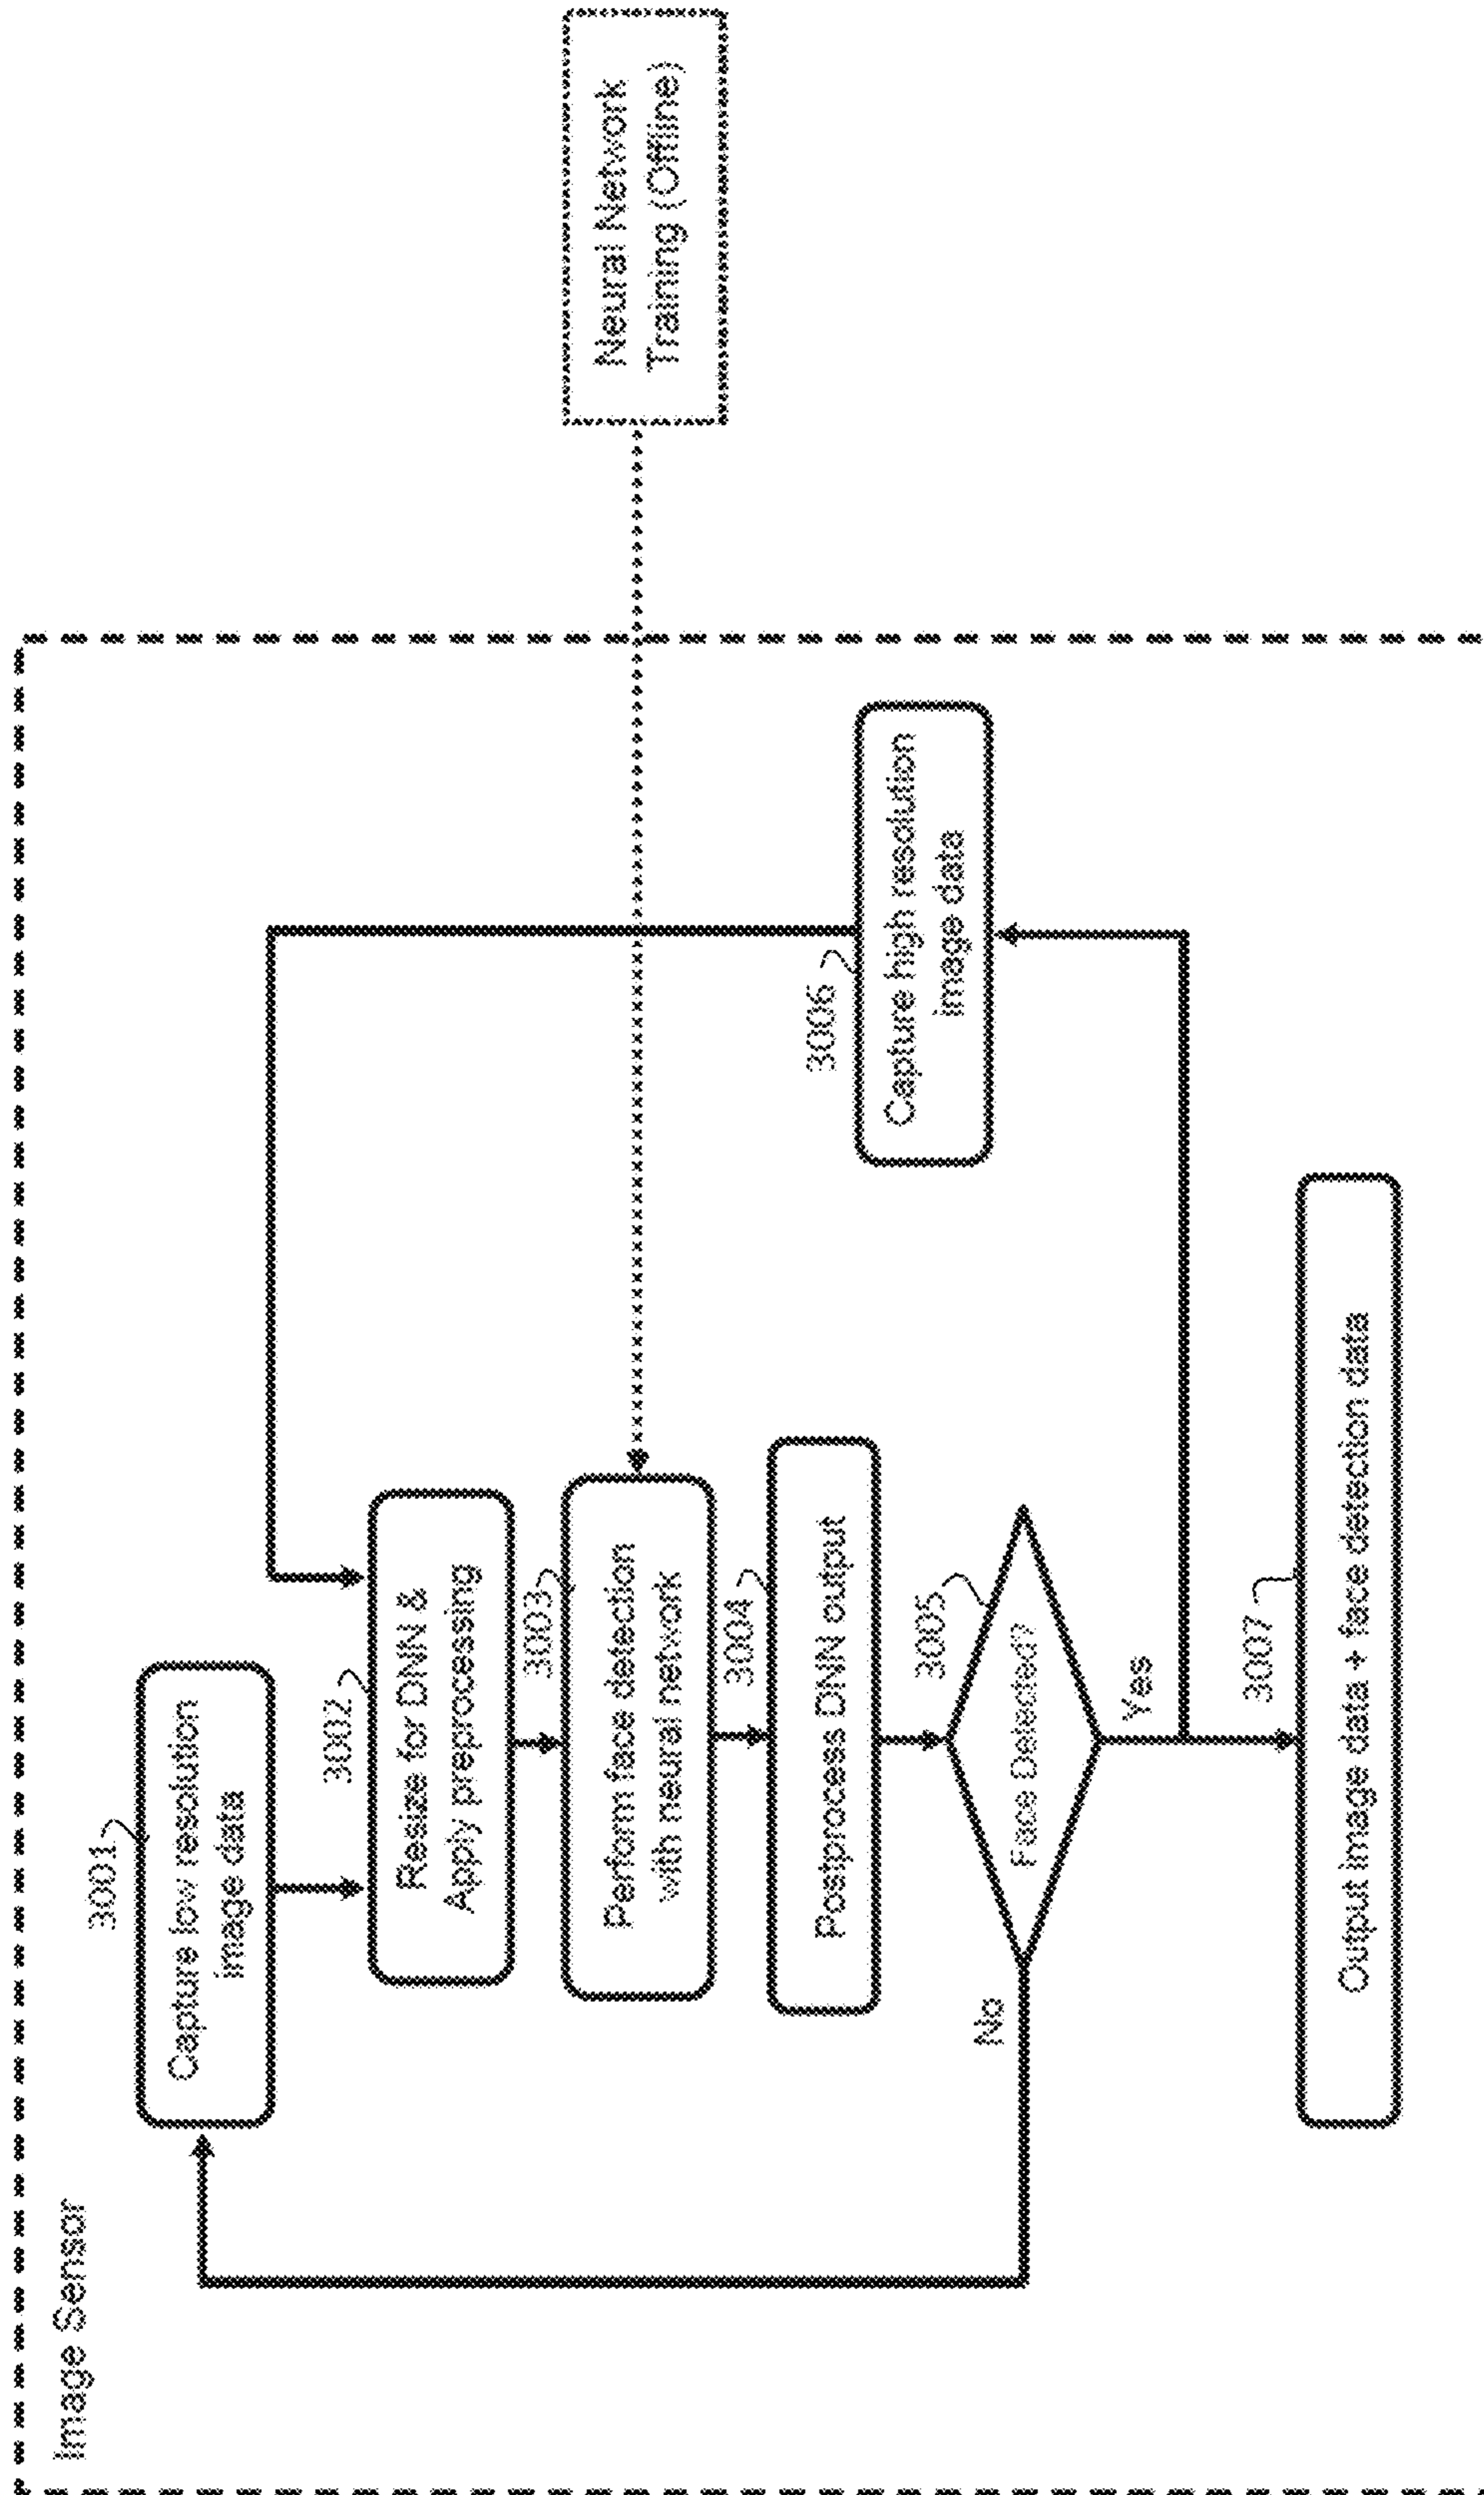 Image Sensor
3001
Capture low resolution
image data
3002
Resize for DNN &
Apply preprocessing
3003
Perform face detection
with neural network
Neural Network
Training (Offline)
3004
Postprocess DNN output
3006
Capture high resolution
image data
3005
Face Detected?
No
Yes
3007
Output image data + face detection data